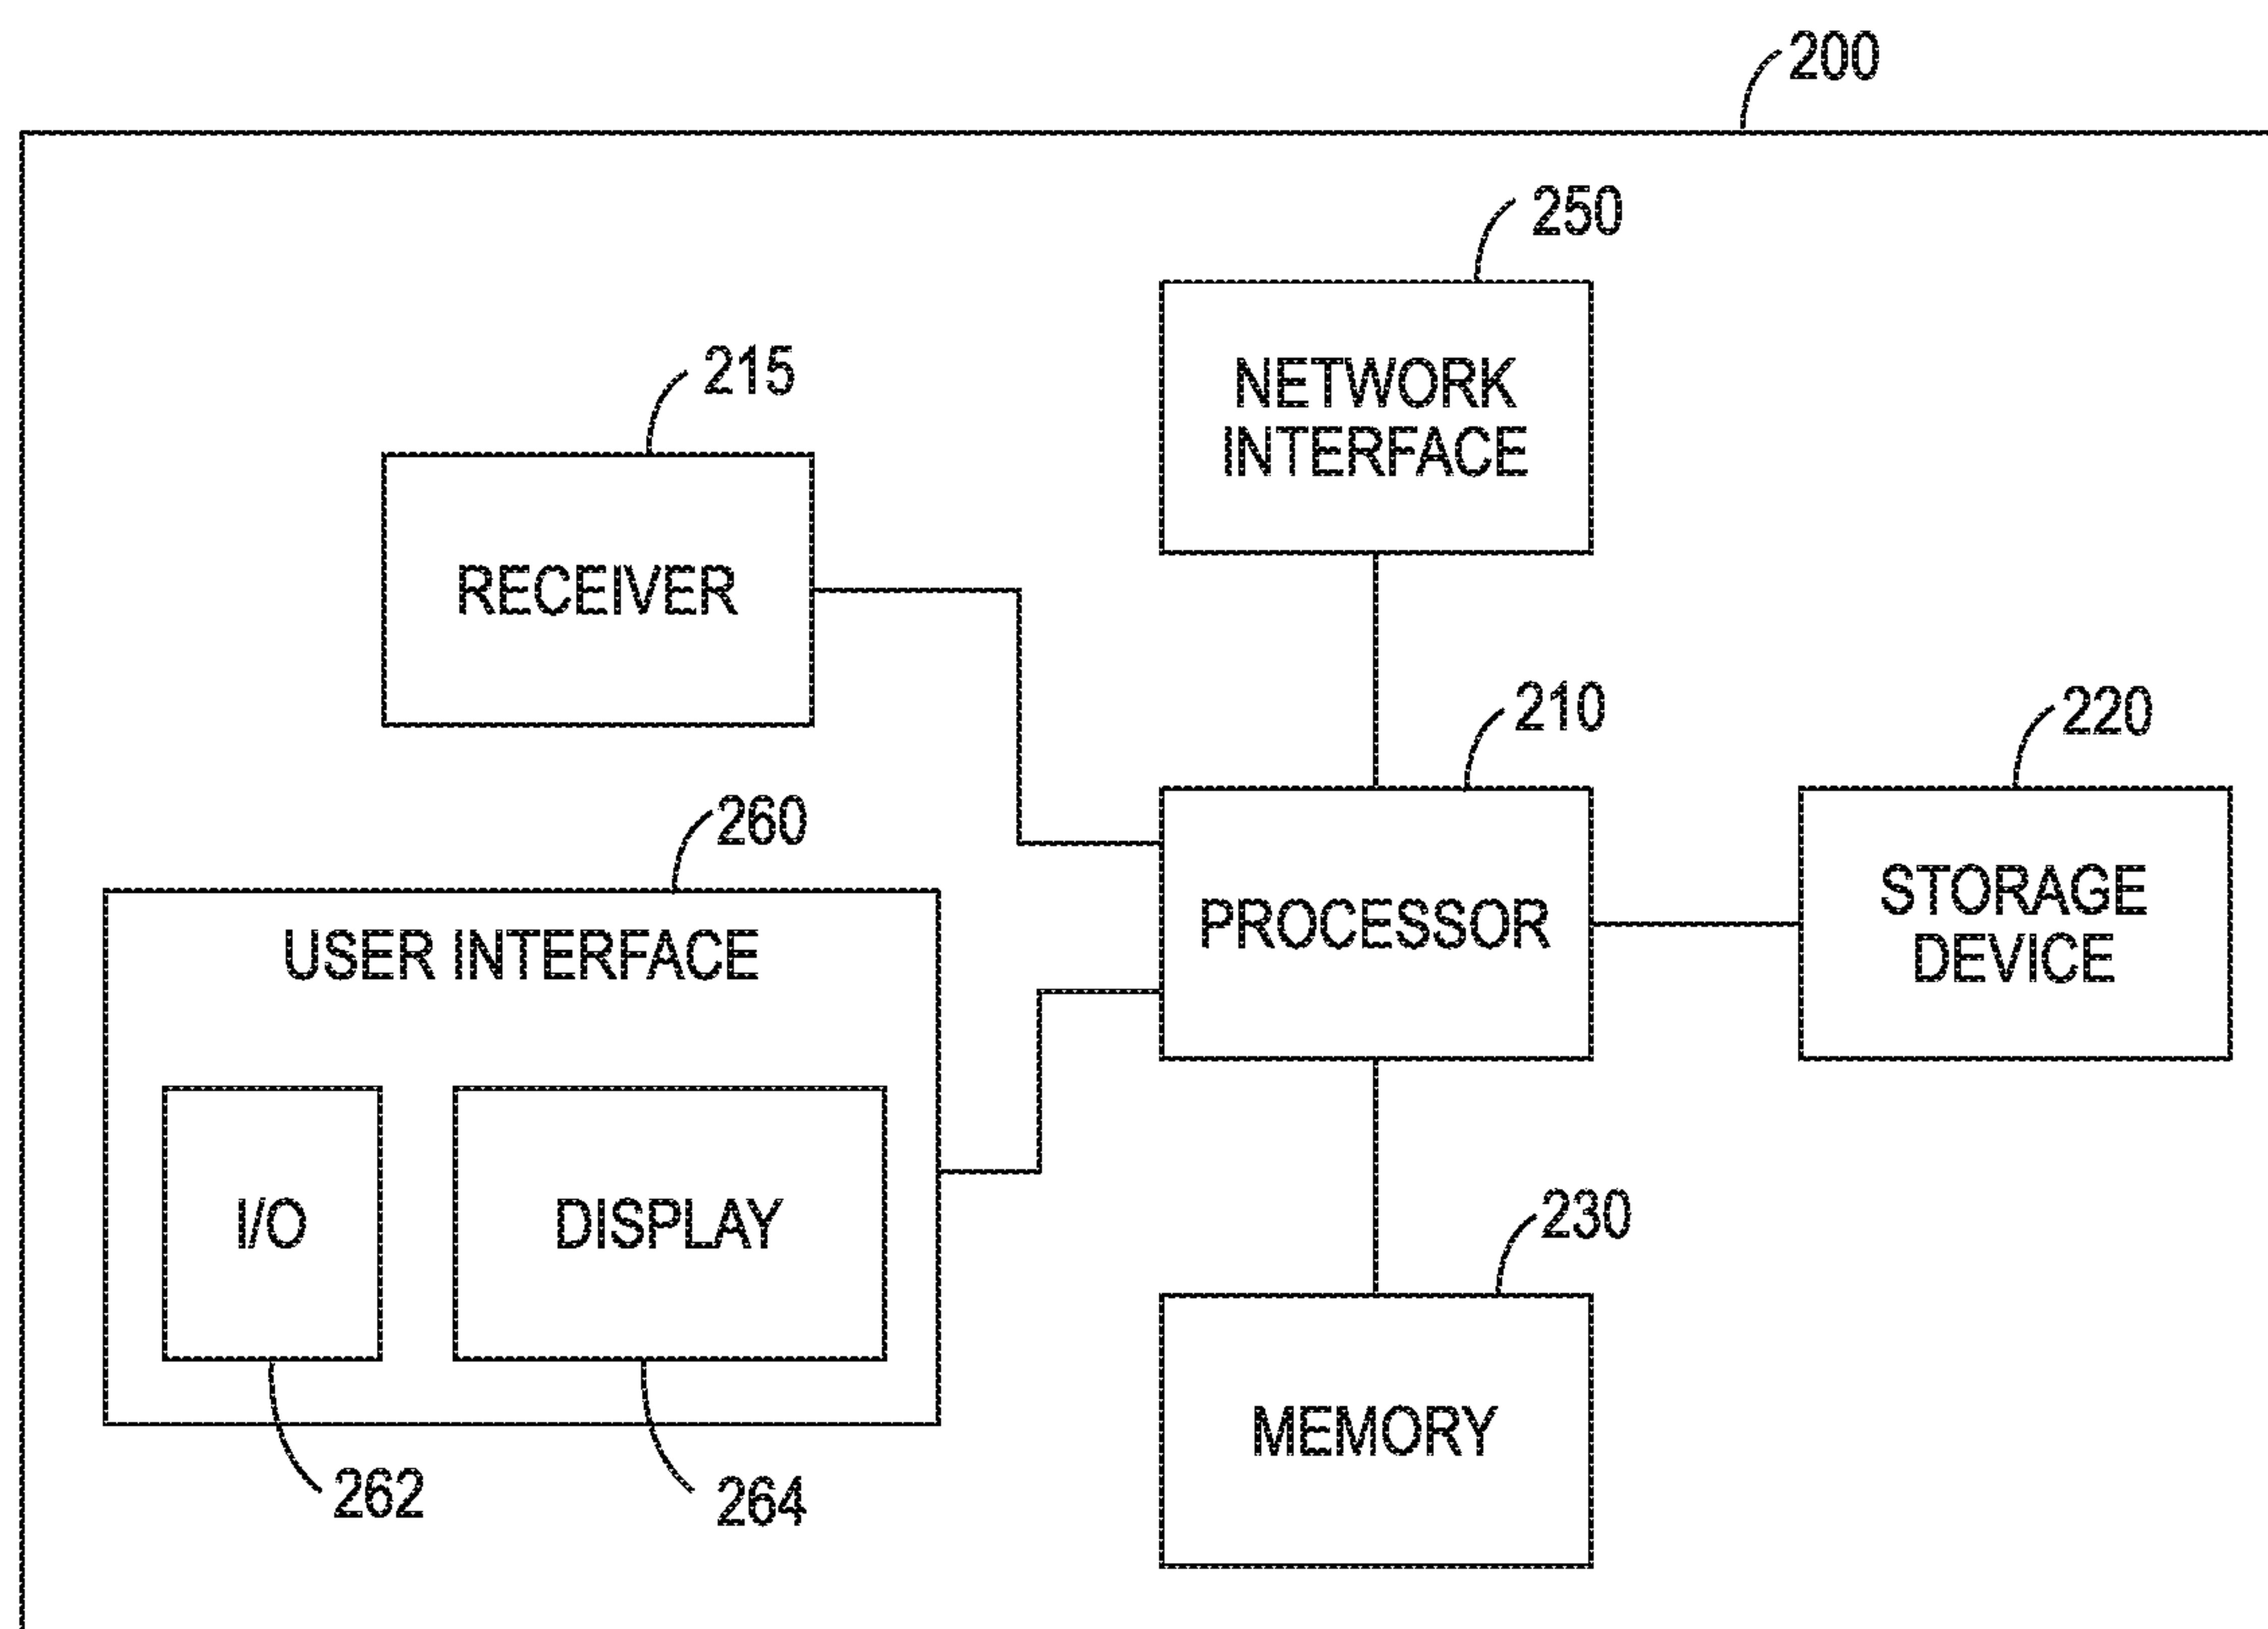 200
250
NETWORK
INTERFACE
215
RECEIVER
210
220
260
PROCESSOR
STORAGE
DEVICE
USER INTERFACE
I/O
DISPLAY
230
MEMORY
262
264